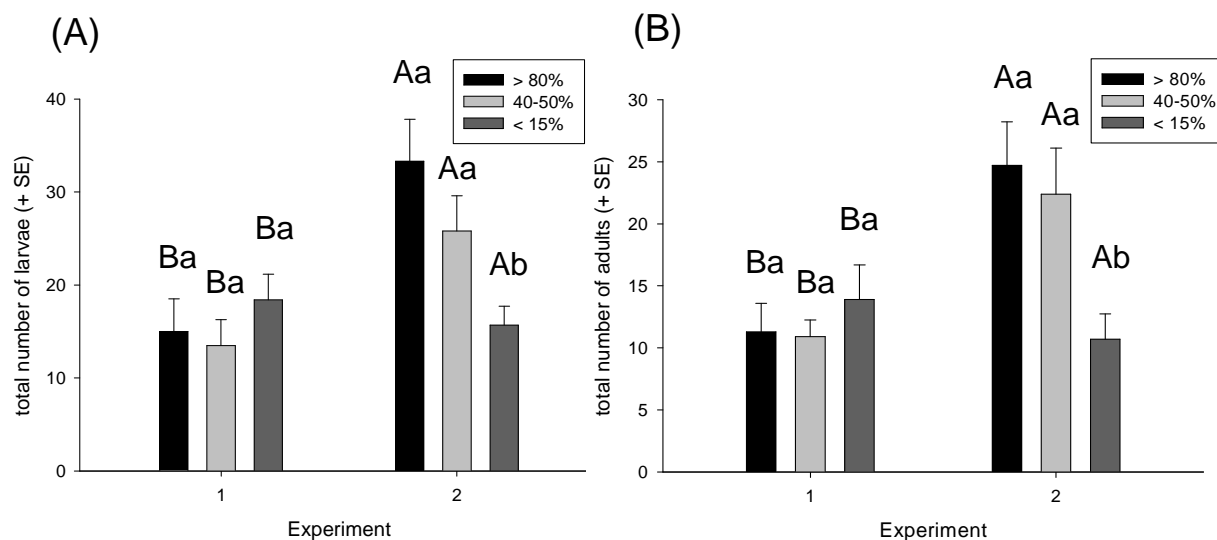 (A)
> 80%
40-50%
< 15%
total number of larvae (+ SE)
40
30
20
10
0
Ba
Ba
Ba
Aa
Aa
Ab
1
2
Experiment
(B)
> 80%
40-50%
< 15%
total number of adults (+ SE)
30
25
20
15
10
5
0
Ba
Ba
Ba
Aa
Aa
Ab
1
2
Experiment